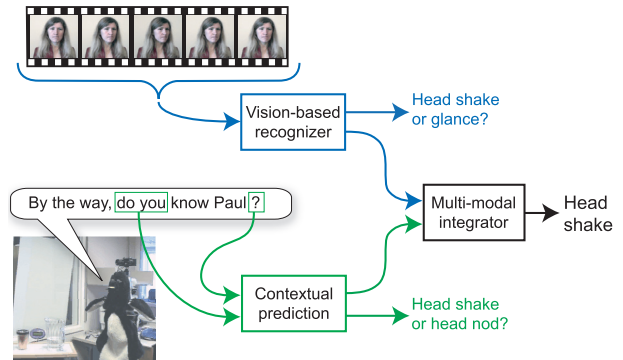 Vision-based
recognizer
Head shake
or glance?
By the way, do you know Paul ?
Multi-modal
integrator
Head
shake
Contextual
prediction
Head shake
or head nod?